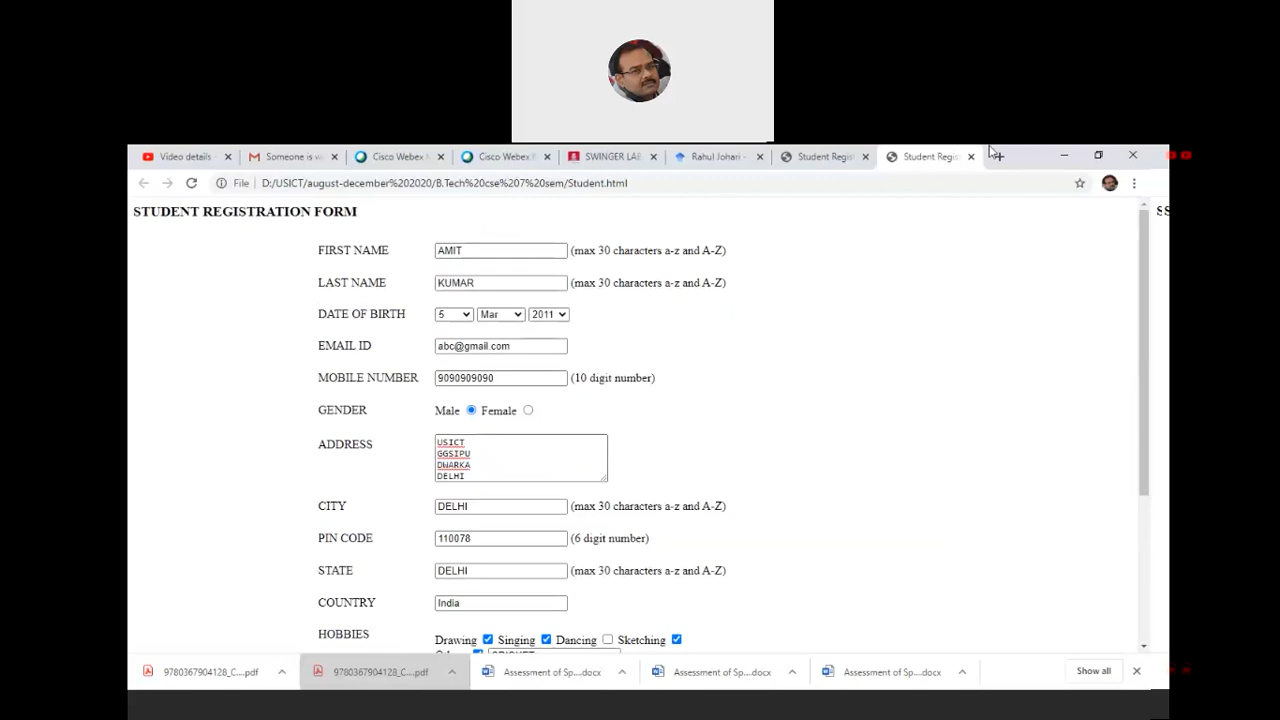 Video details - Someone is w Cisco Webex M Cisco Webex M SWINGER LAB Rahul Johari - Student Regis Student Regis
File D:/USICT/august-december%202020/B.Tech%20cse%207%20sem/Student.html
STUDENT REGISTRATION FORM
FIRST NAME AMIT (max 30 characters a-z and A-Z)
LAST NAME KUMAR (max 30 characters a-z and A-Z)
DATE OF BIRTH 5 Mar 2011
EMAIL ID abc@gmail.com
MOBILE NUMBER 9090909090 (10 digit number)
GENDER Male Female
ADDRESS USICT
GGSIPU
DWARKA
DELHI
CITY DELHI (max 30 characters a-z and A-Z)
PIN CODE 110078 (6 digit number)
STATE DELHI (max 30 characters a-z and A-Z)
COUNTRY India
HOBBIES Drawing Singing Dancing Sketching
9780367904128_C....pdf 9780367904128_C....pdf Assessment of Sp....docx Assessment of Sp....docx Assessment of Sp....docx Show all